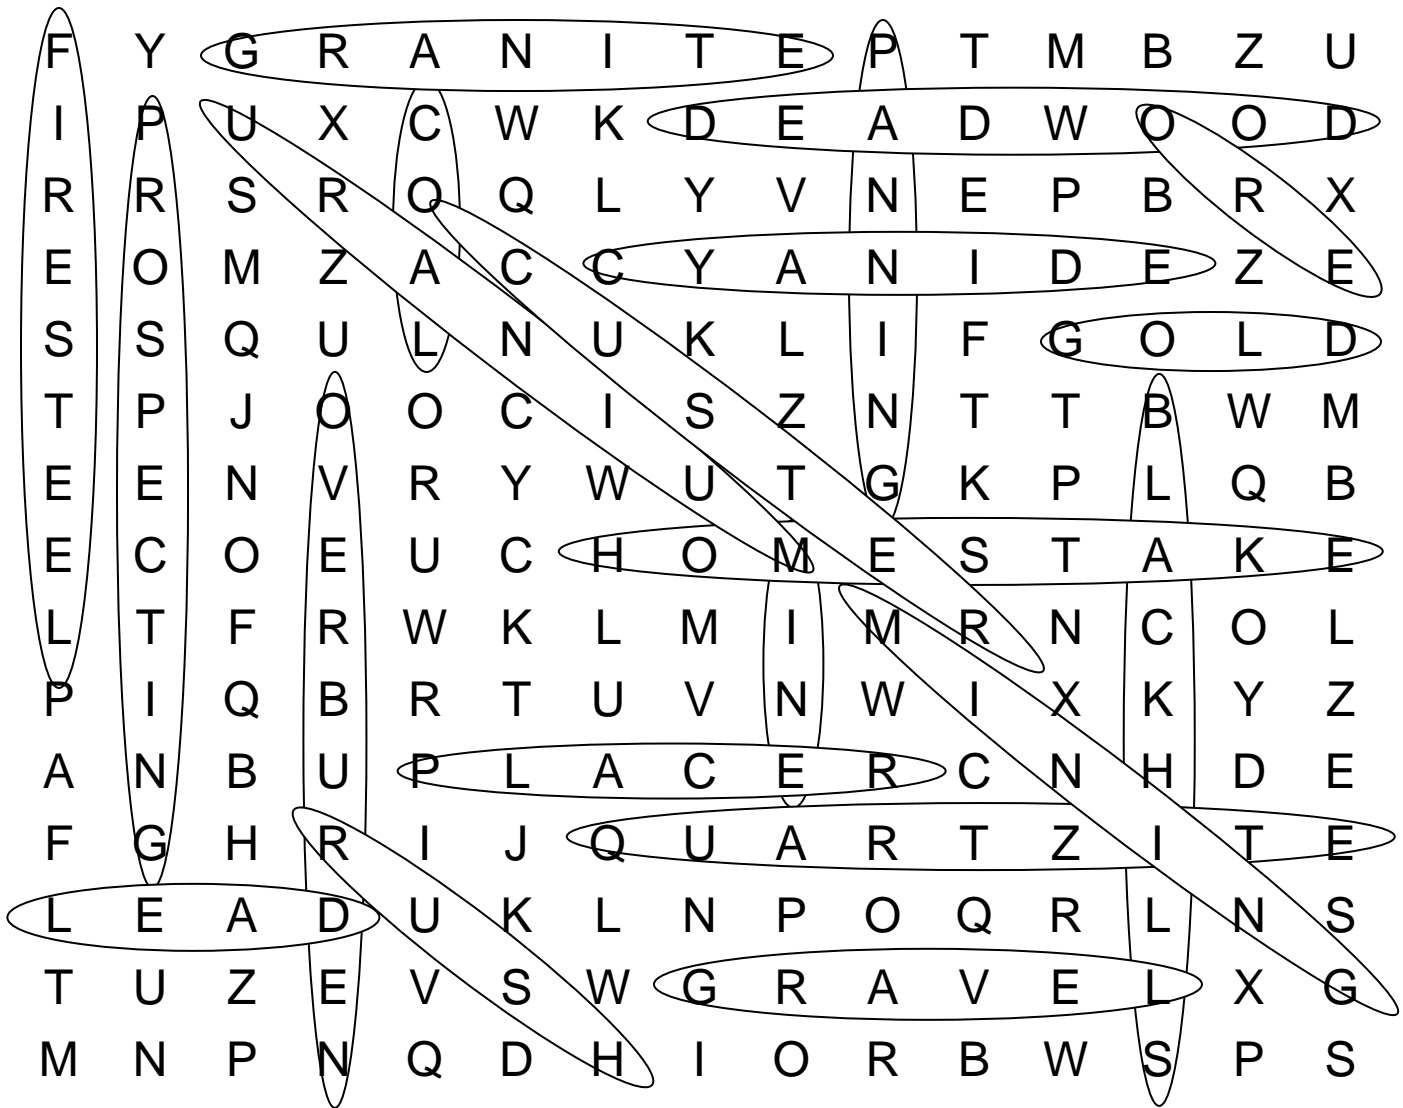 F Y G R A N I T E P T M B Z U
I P U X C W K D E A D W O O D
R R S R O Q L Y V N E P B R X
E O M Z A C C Y A N I D E Z E
S S Q U L N U K L I F G O L D
T P J O O C I S Z N T T B W M
E E N V R Y W U T G K P L Q B
E C O E U C H O M E S T A K E
L T F R W K L M I M R N C O L
P I Q B R T U V N W I X K Y Z
A N B U P L A C E R C N H D E
F G H R I J Q U A R T Z I T E
L E A D U K L N P O Q R L N S
T U Z E V S W G R A V E L X G
M N P N Q D H I O R B W S P S